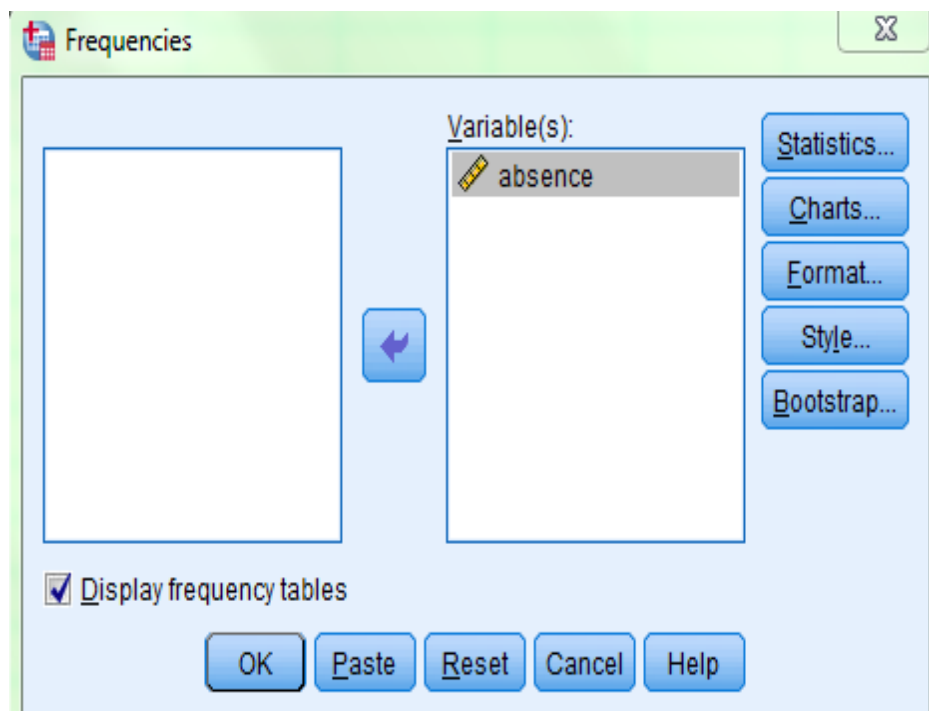 Frequencies
Variable(s):
absence
Statistics...
Charts...
Format...
Style...
Bootstrap...
Display frequency tables
OK Paste Reset Cancel Help